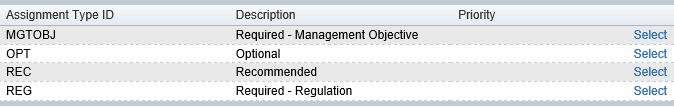 Assignment Type ID Description Priority
MGTOBJ Required - Management Objective Select
OPT Optional Select
REC Recommended Select
REG Required - Regulation Select